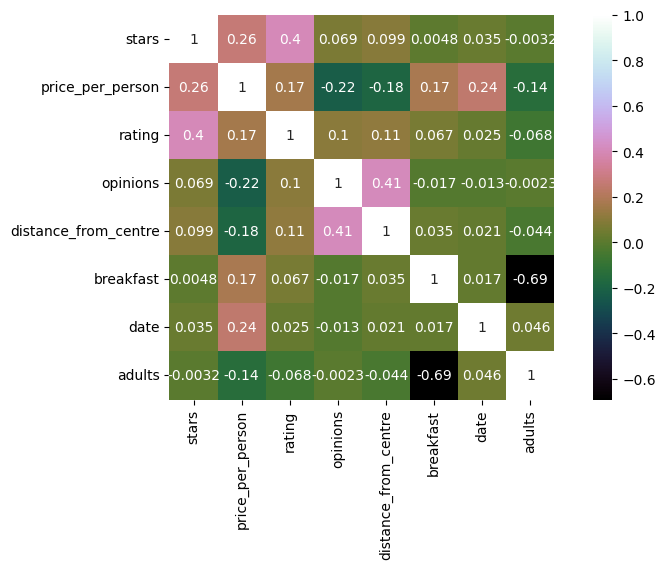 stars 1 0.26 0.4 0.069 0.099 0.0048 0.035 -0.0032
price_per_person 0.26 1 0.17 -0.22 -0.18 0.17 0.24 -0.14
rating 0.4 0.17 1 0.1 0.11 0.067 0.025 -0.068
opinions 0.069 -0.22 0.1 1 0.41 -0.017 -0.013 -0.0023
distance_from_centre 0.099 -0.18 0.11 0.41 1 0.035 0.021 -0.044
breakfast 0.0048 0.17 0.067 -0.017 0.035 1 0.017 -0.69
date 0.035 0.24 0.025 -0.013 0.021 0.017 1 0.046
adults -0.0032 -0.14 -0.068 -0.0023 -0.044 -0.69 0.046 1
stars
price_per_person
rating
opinions
distance_from_centre
breakfast
date
adults
1.0
0.8
0.6
0.4
0.2
0.0
−0.2
−0.4
−0.6